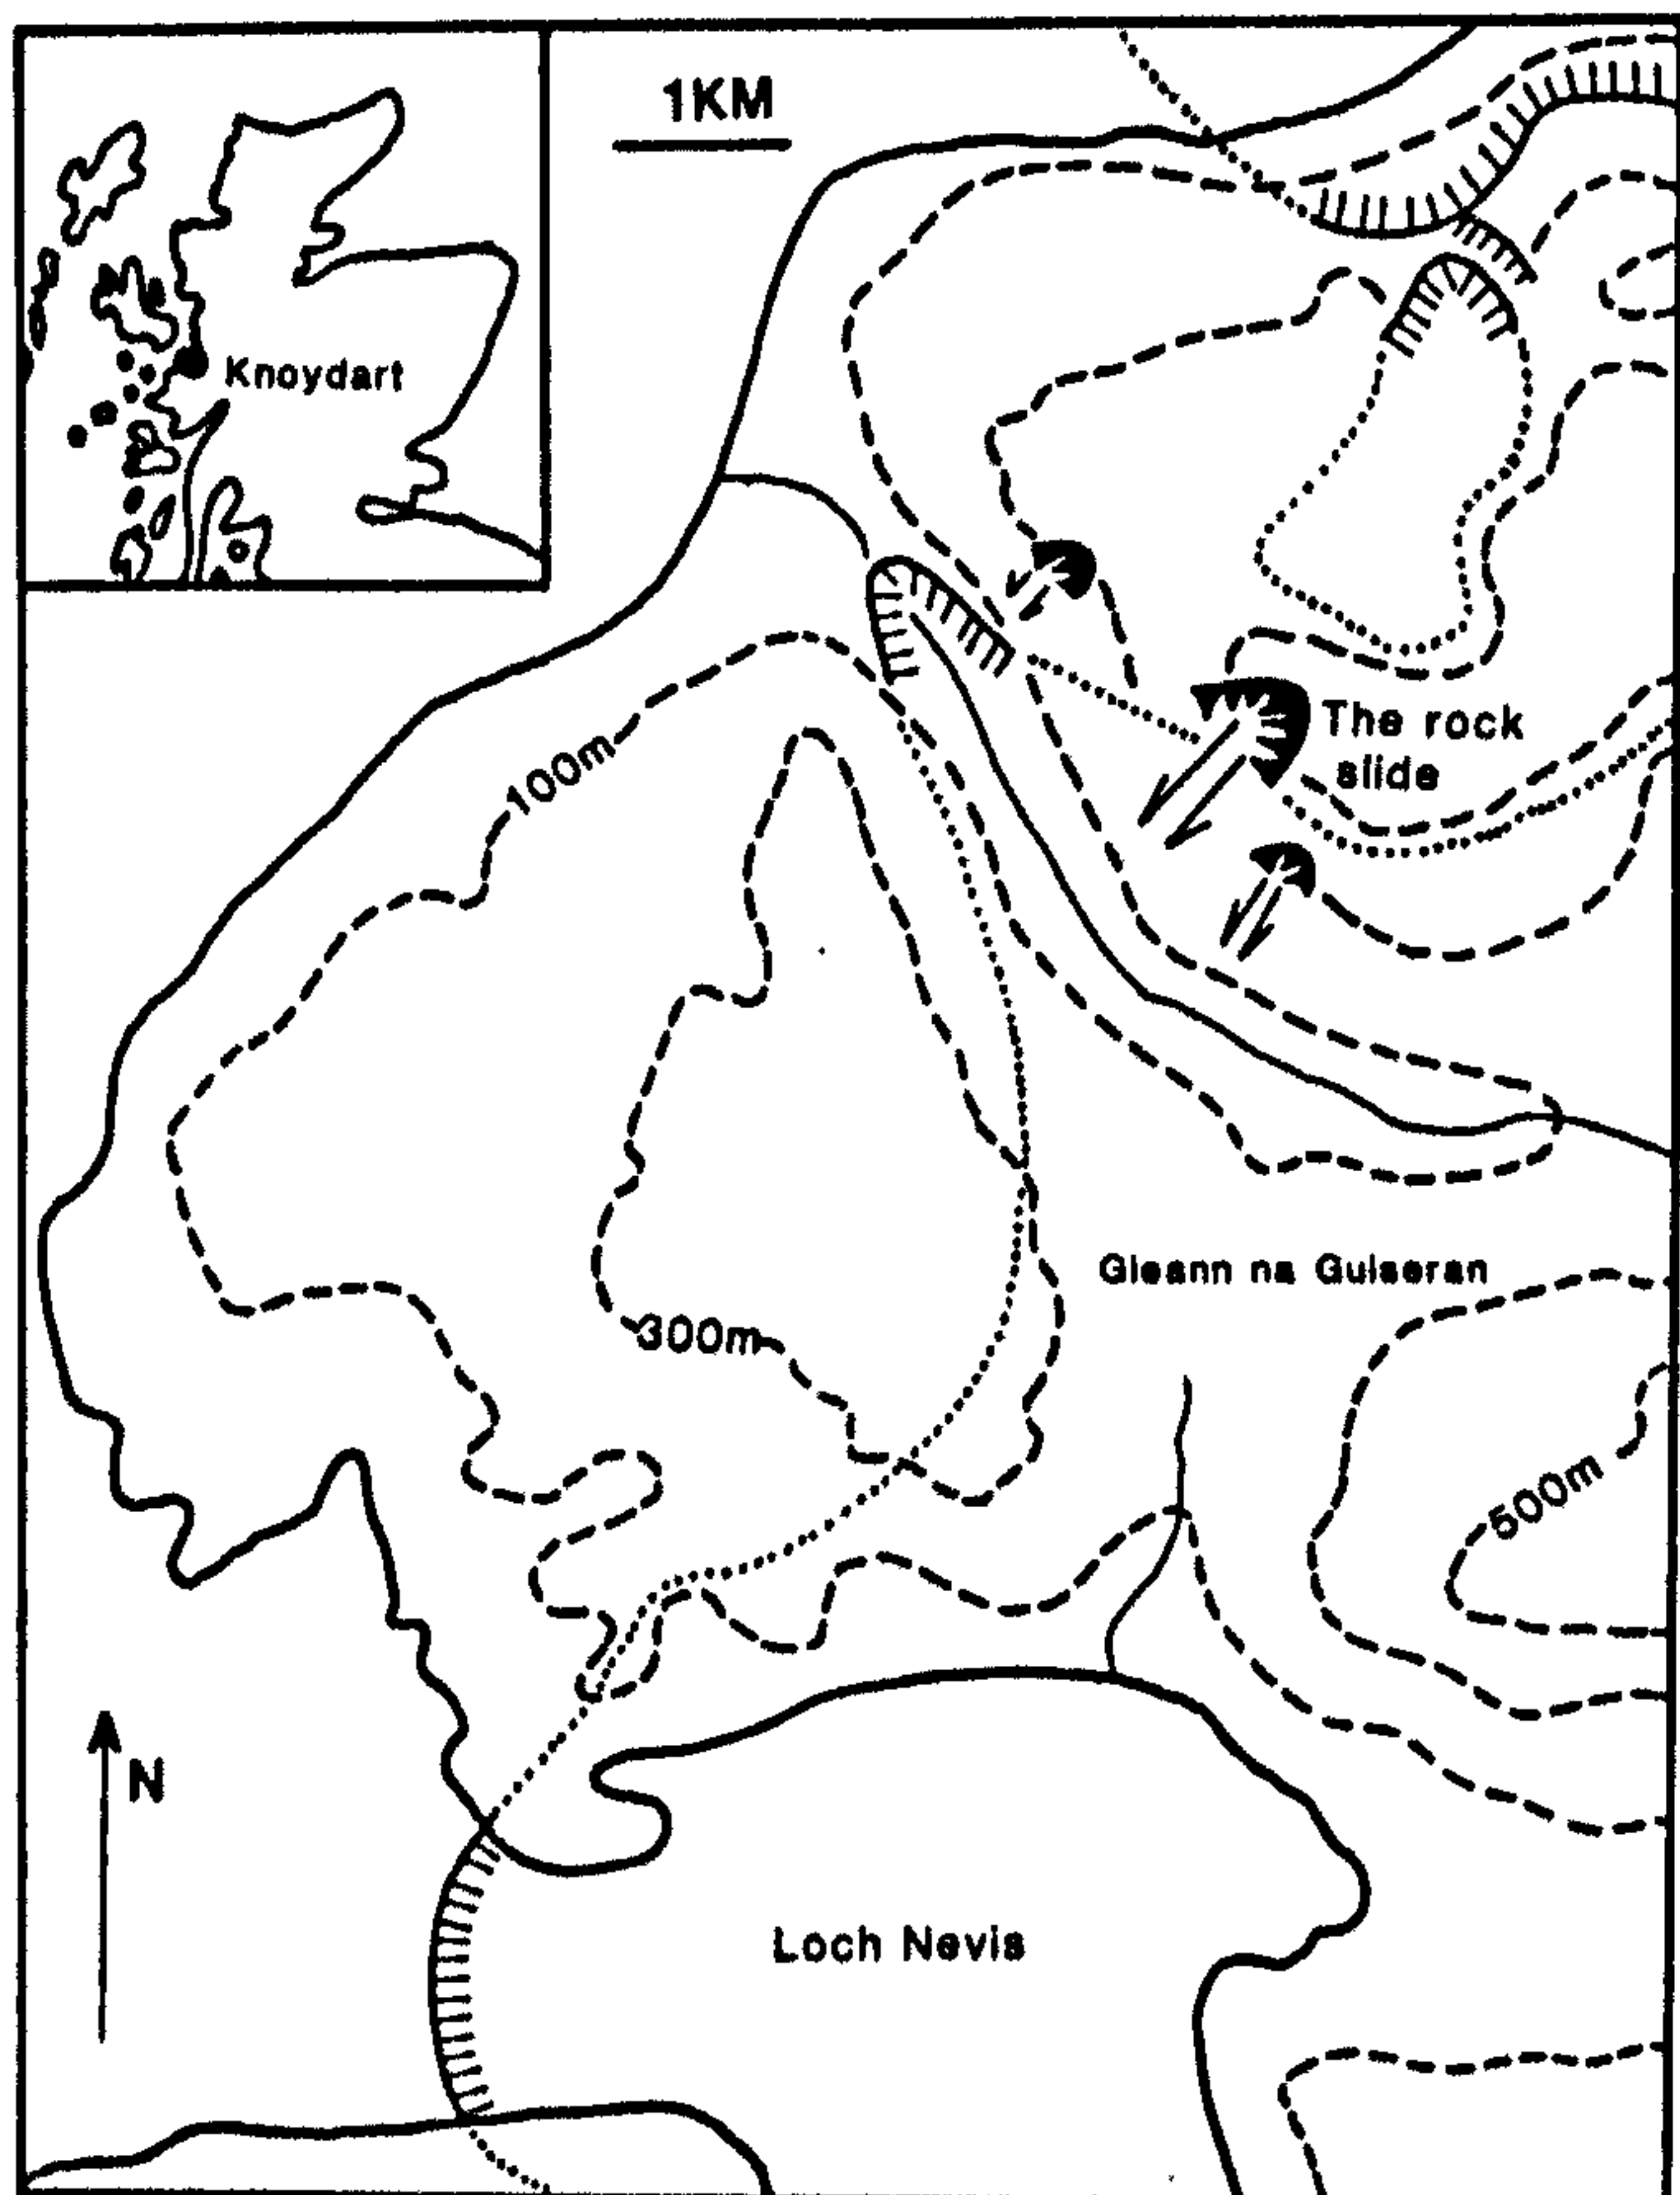 1KM
Knoydart
The rock
slide
100m
Gleann na Guiseran
300m
500m
N
Loch Nevis